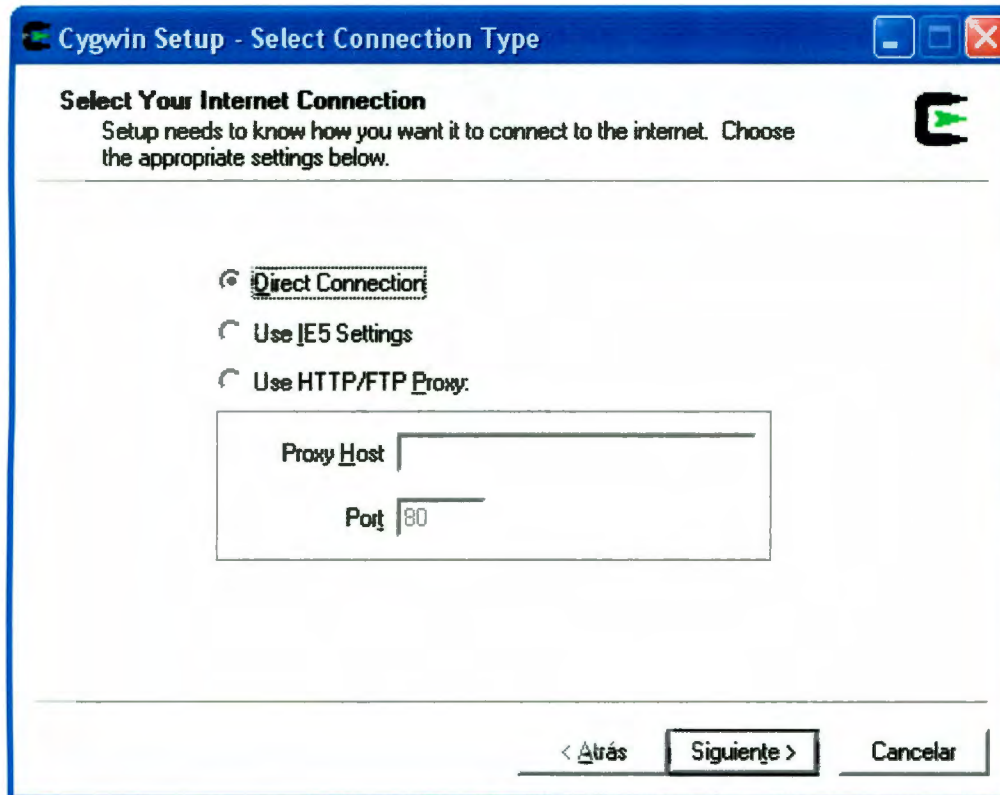 Cygwin Setup - Select Connection Type
Select Your Internet Connection
Setup needs to know how you want it to connect to the internet. Choose
the appropriate settings below.
Direct Connection
Use IE5 Settings
Use HTTP/FTP Proxy:
Proxy Host
Port 80
< Atrás Siguiente > Cancelar